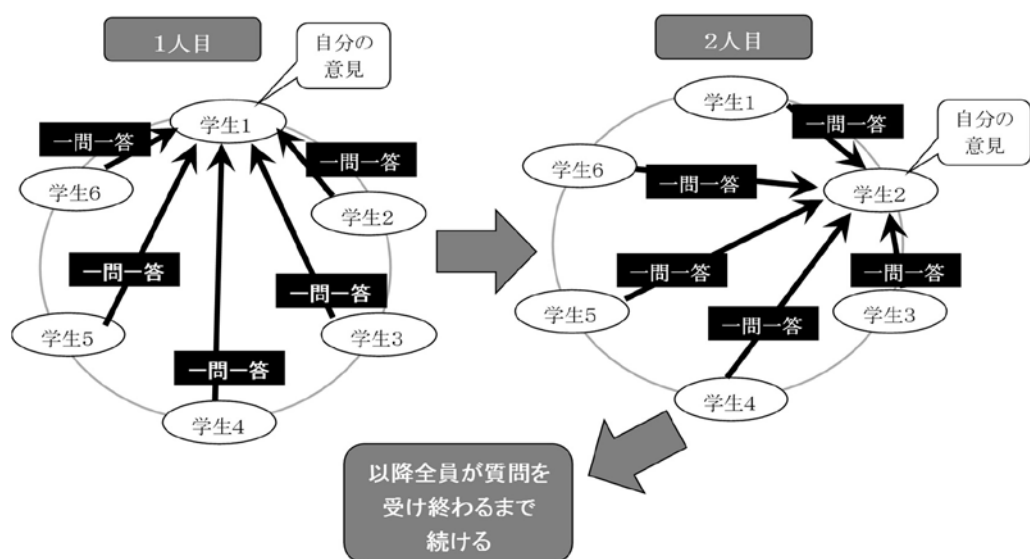 1人目
自分の
意見
学生1
一問一答
一問一答
学生6
学生2
一問一答
一問一答
学生5
学生3
一問一答
学生4
2人目
学生1
一問一答
自分の
意見
学生6
一問一答
学生2
一問一答
一問一答
学生5
学生3
一問一答
学生4
以降全員が質問を
受け終わるまで
続ける